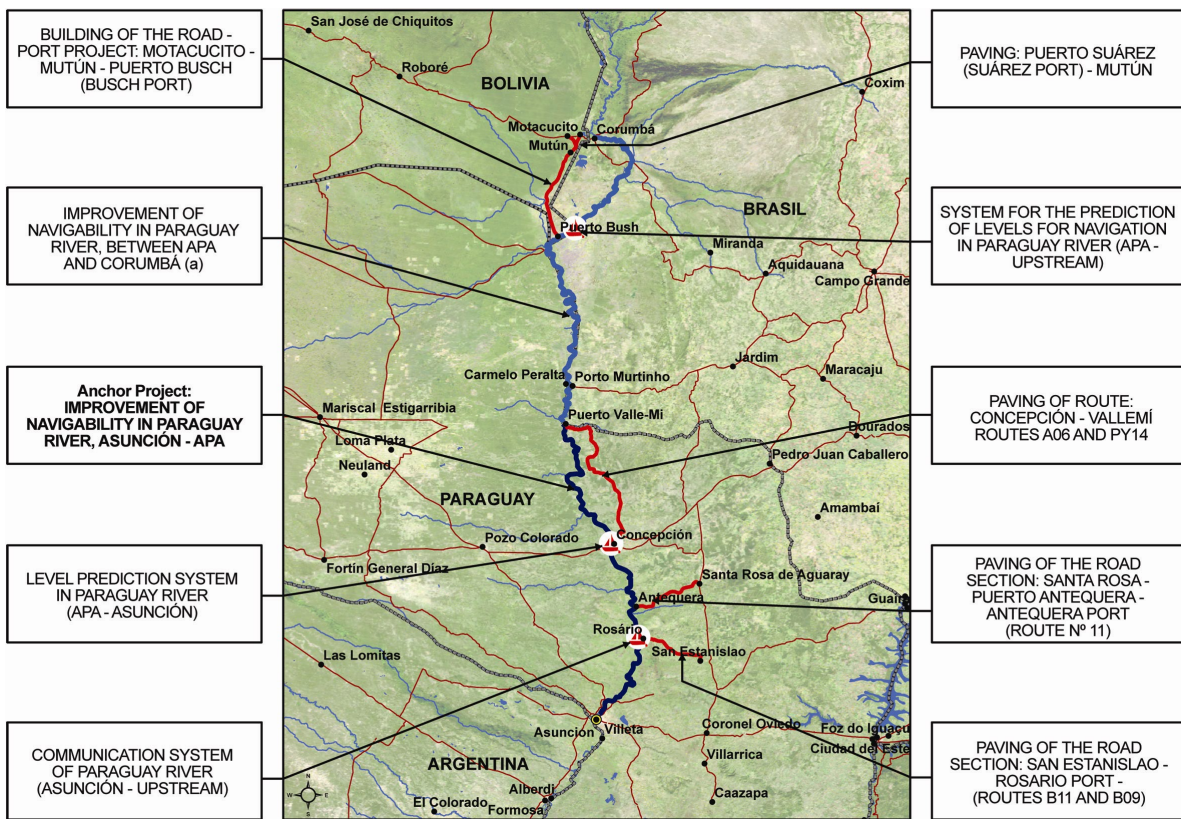 BUILDING OF THE ROAD -
PORT PROJECT: MOTACUCITO -
MUTÚN - PUERTO BUSCH
(BUSCH PORT)
IMPROVEMENT OF
NAVIGABILITY IN PARAGUAY
RIVER, BETWEEN APA
AND CORUMBÁ (a)
Anchor Project:
IMPROVEMENT OF
NAVIGABILITY IN PARAGUAY
RIVER, ASUNCIÓN - APA
LEVEL PREDICTION SYSTEM
IN PARAGUAY RIVER
(APA - ASUNCIÓN)
COMMUNICATION SYSTEM
OF PARAGUAY RIVER
(ASUNCIÓN - UPSTREAM)
San José de Chiquitos
Roboré
BOLIVIA
Coxim
Motacucito
Corumbá
Mutún
BRASIL
Puerto Bush
Miranda
Aquidauana
Campo Grande
Jardim
Carmelo Peralta
Porto Murtinho
Maracaju
Mariscal Estigarribia
Puerto Valle-Mi
Loma Plata
Dourados
Neuland
Pedro Juan Caballero
PARAGUAY
Amambaí
Pozo Colorado
Concepción
Fortín General Díaz
Santa Rosa de Aguaray
Antequera
Guaíra
Rosário
San Estanislao
Las Lomitas
Asunción
Villeta
Coronel Oviedo
Foz do Iguaçu
Ciudad del Este
ARGENTINA
Villarrica
Alberdi
El Colorado
Formosa
Caazapa
N
W
E
S
PAVING: PUERTO SUÁREZ
(SUÁREZ PORT) - MUTÚN
SYSTEM FOR THE PREDICTION
OF LEVELS FOR NAVIGATION
IN PARAGUAY RIVER (APA -
UPSTREAM)
PAVING OF ROUTE:
CONCEPCIÓN - VALLEMÍ
ROUTES A06 AND PY14
PAVING OF THE ROAD
SECTION: SANTA ROSA -
PUERTO ANTEQUERA -
ANTEQUERA PORT
(ROUTE Nº 11)
PAVING OF THE ROAD
SECTION: SAN ESTANISLAO -
ROSARIO PORT -
(ROUTES B11 AND B09)